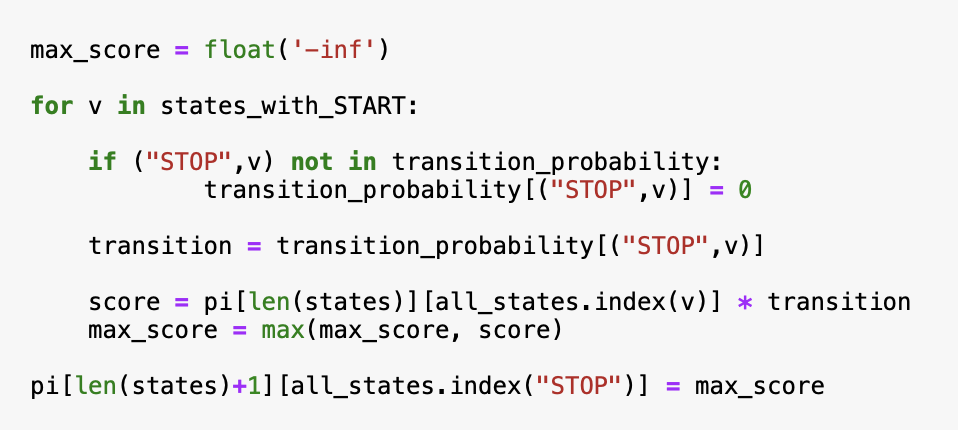 max_score = float('-inf')
for v in states_with_START:
if ("STOP",v) not in transition_probability:
transition_probability[("STOP",v)] = 0
transition = transition_probability[("STOP",v)]
score = pi[len(states)][all_states.index(v)] * transition
max_score = max(max_score, score)
pi[len(states)+1][all_states.index("STOP")] = max_score